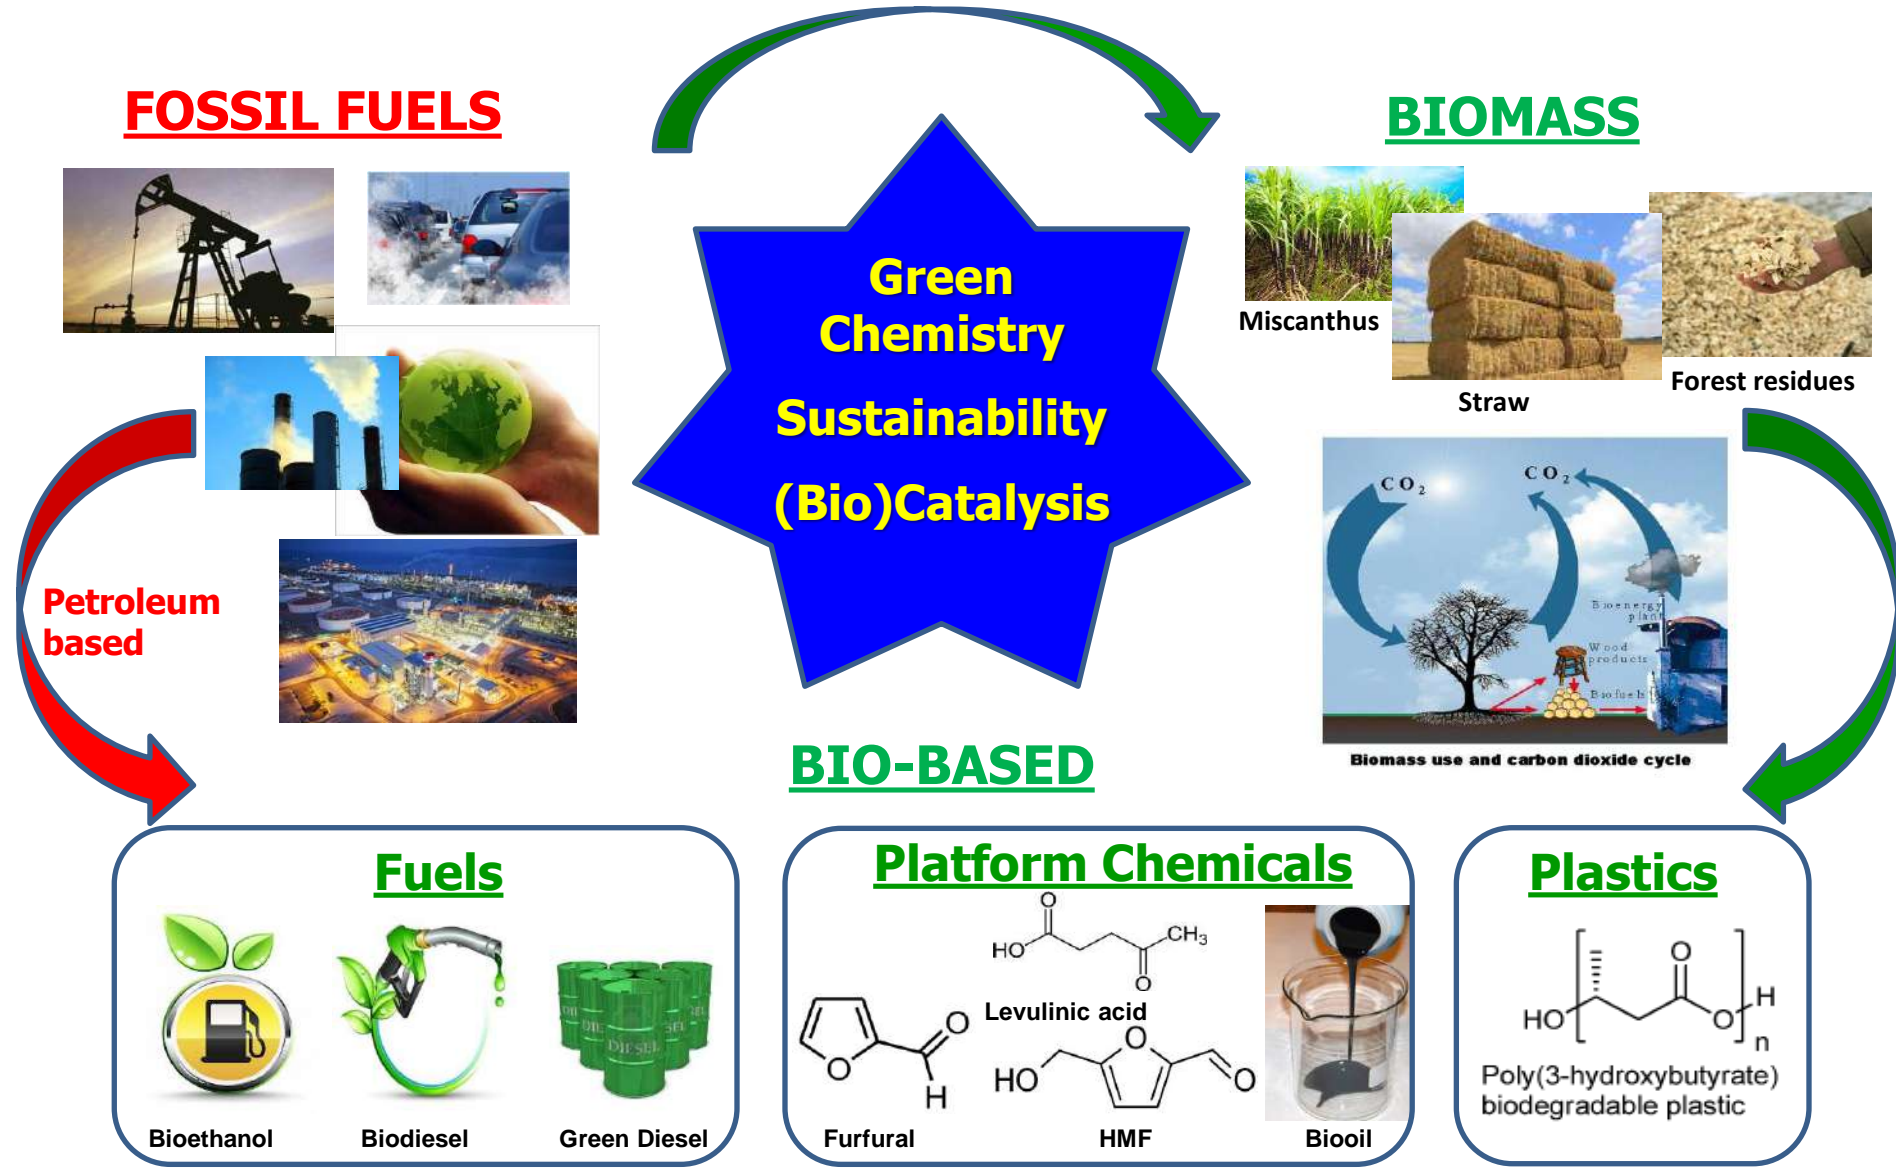 FOSSIL FUELS
BIOMASS
Green
Chemistry
Sustainability
(Bio)Catalysis
Miscanthus
Straw
Forest residues
Petroleum
based
CO2
CO2
Bioenergy
plant
Wood
products
Biofuels
Biomass use and carbon dioxide cycle
BIO-BASED
Fuels
DIESEL
Bioethanol
Biodiesel
Green Diesel
Platform Chemicals
O
HO
CH3
O
Levulinic acid
O
O
H
Furfural
O
HO
O
HMF
Biooil
Plastics
O
HO
O
H
n
Poly(3-hydroxybutyrate)
biodegradable plastic